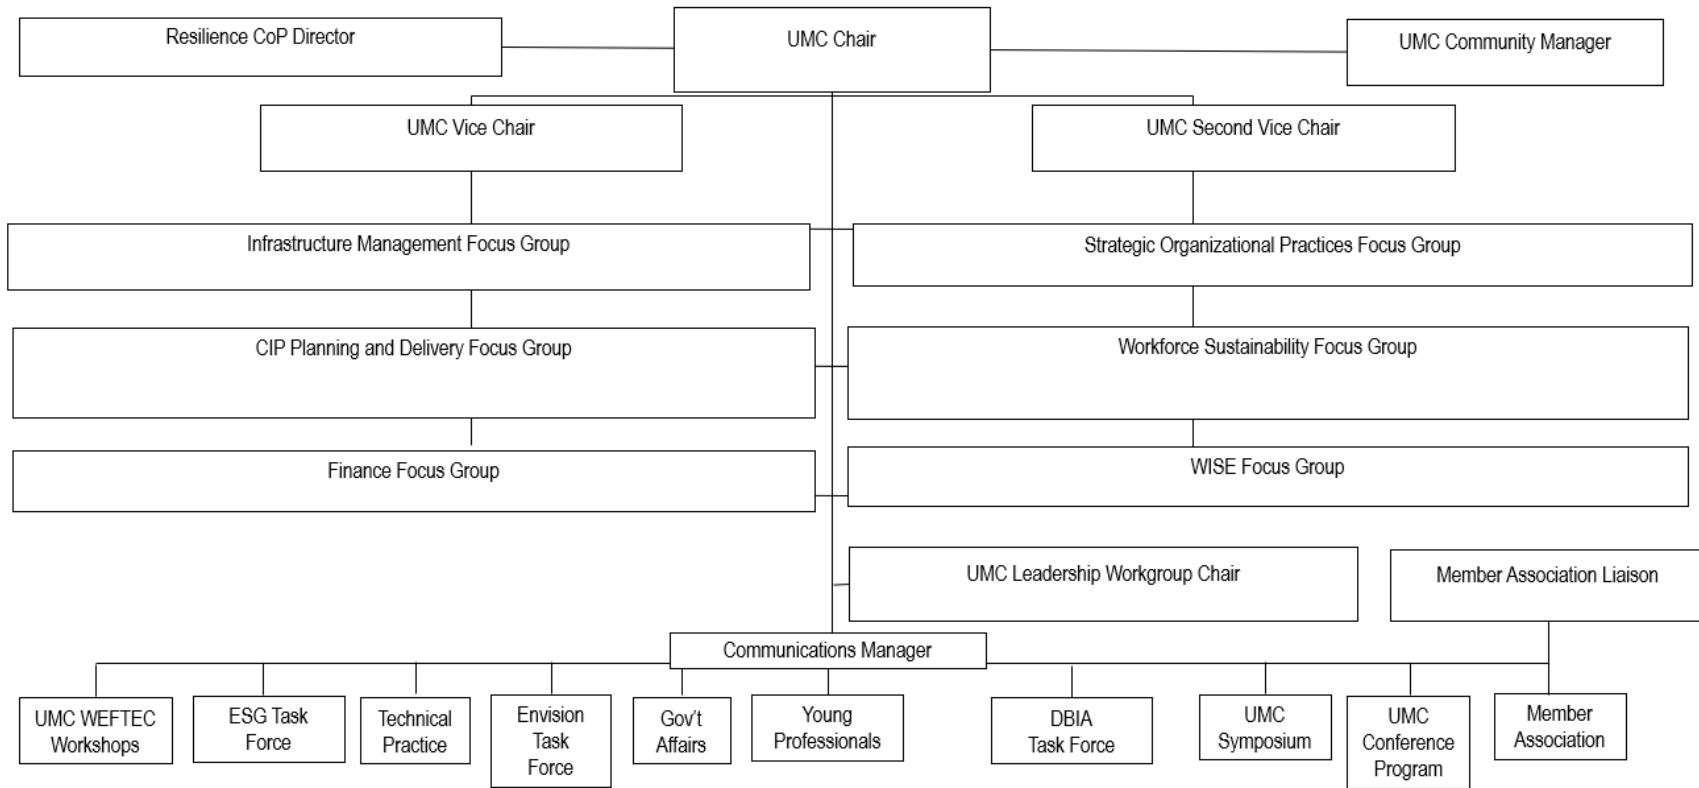 Resilience CoP Director
UMC Chair
UMC Community Manager
UMC Vice Chair
UMC Second Vice Chair
Infrastructure Management Focus Group
Strategic Organizational Practices Focus Group
CIP Planning and Delivery Focus Group
Workforce Sustainability Focus Group
Finance Focus Group
WISE Focus Group
UMC Leadership Workgroup Chair
Member Association Liaison
Communications Manager
UMC WEFTEC
Workshops
ESG Task
Force
Technical
Practice
Envision
Task
Force
Gov't
Affairs
Young
Professionals
DBIA
Task Force
UMC
Symposium
UMC
Conference
Program
Member
Association